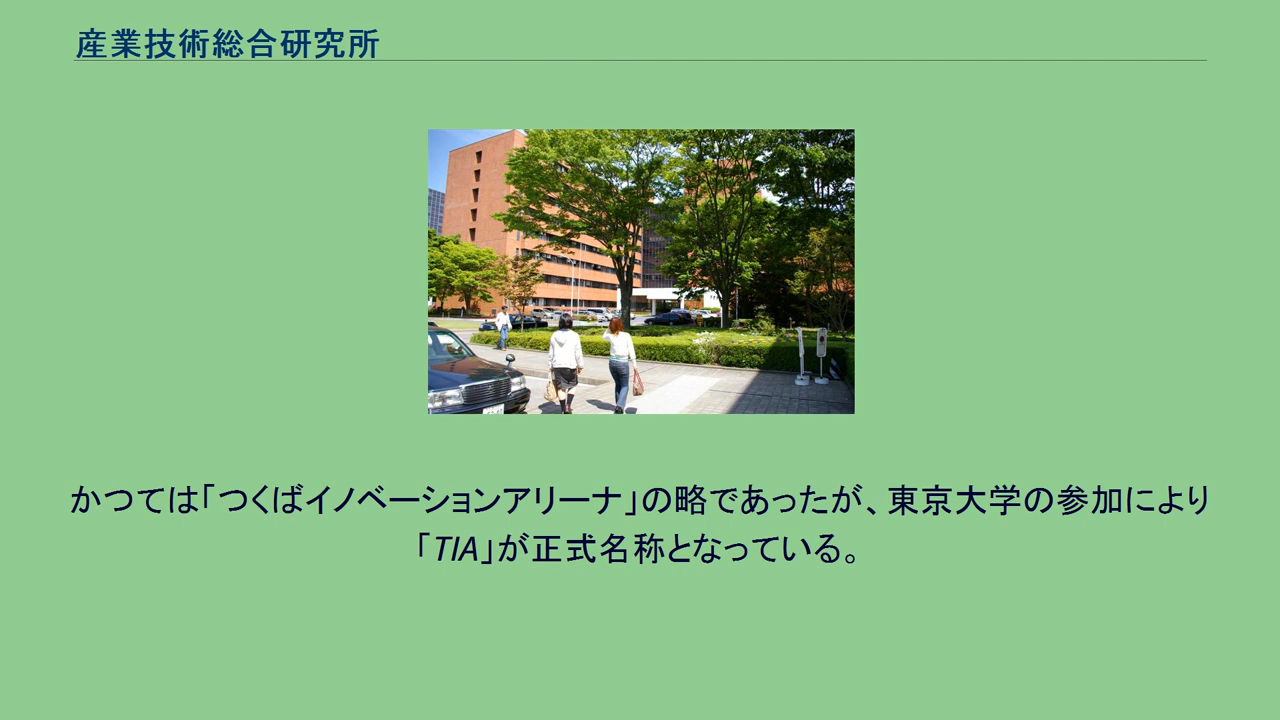 産業技術総合研究所
かつては「つくばイノベーションアリーナ」の略であったが、東京大学の参加により
「TIA」が正式名称となっている。